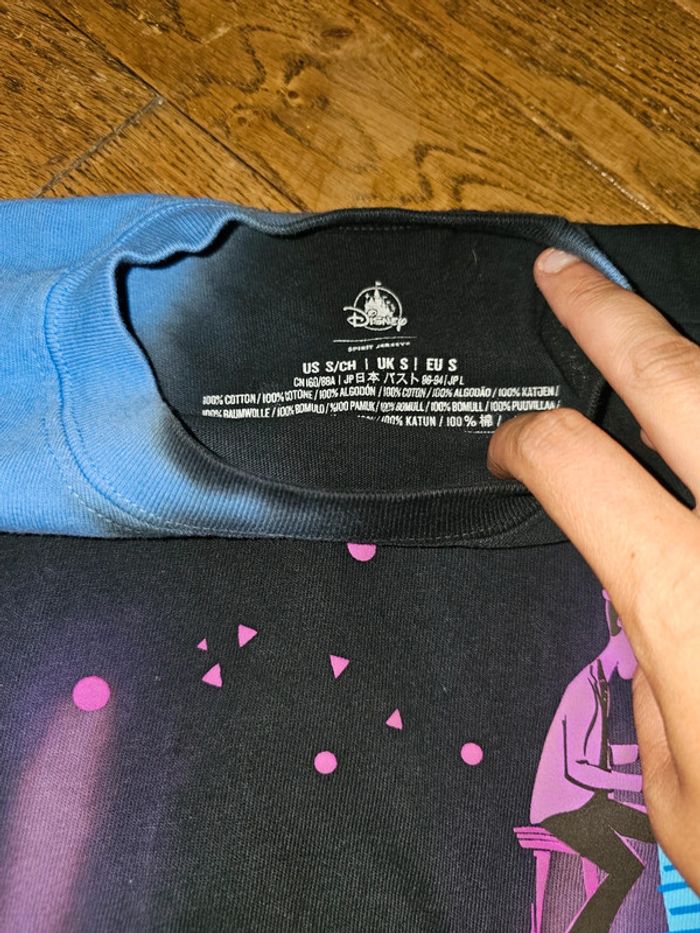 Disney
SPIRIT JERSEY®
US S/CH | UK S | EU S
CN 160/88A | JP 日本 バスト 86-94 | JP L
100% COTTON / 100% COTONE / 100% ALGODÓN / 100% COTON / 100% ALGODÃO / 100% KATOEN /
100% BAUMWOLLE / 100% BOMULD / %100 PAMUK / 100% BOMULL / 100% BOMULL / 100% PUUVILLAA /
100% KATUN / 100% 棉 /